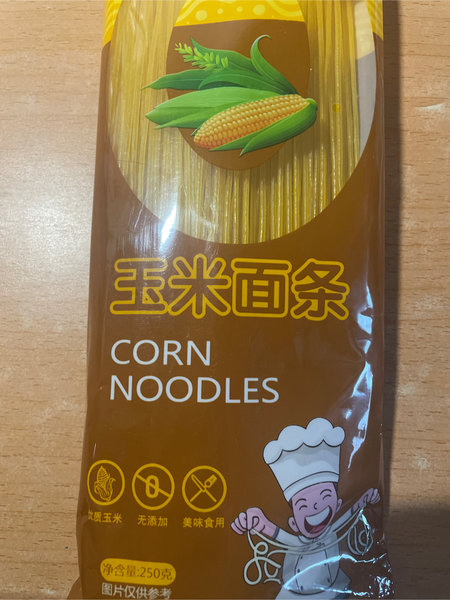 玉米面条
CORN
NOODLES
优质玉米 无添加 美味食用
净含量:250克
图片仅供参考